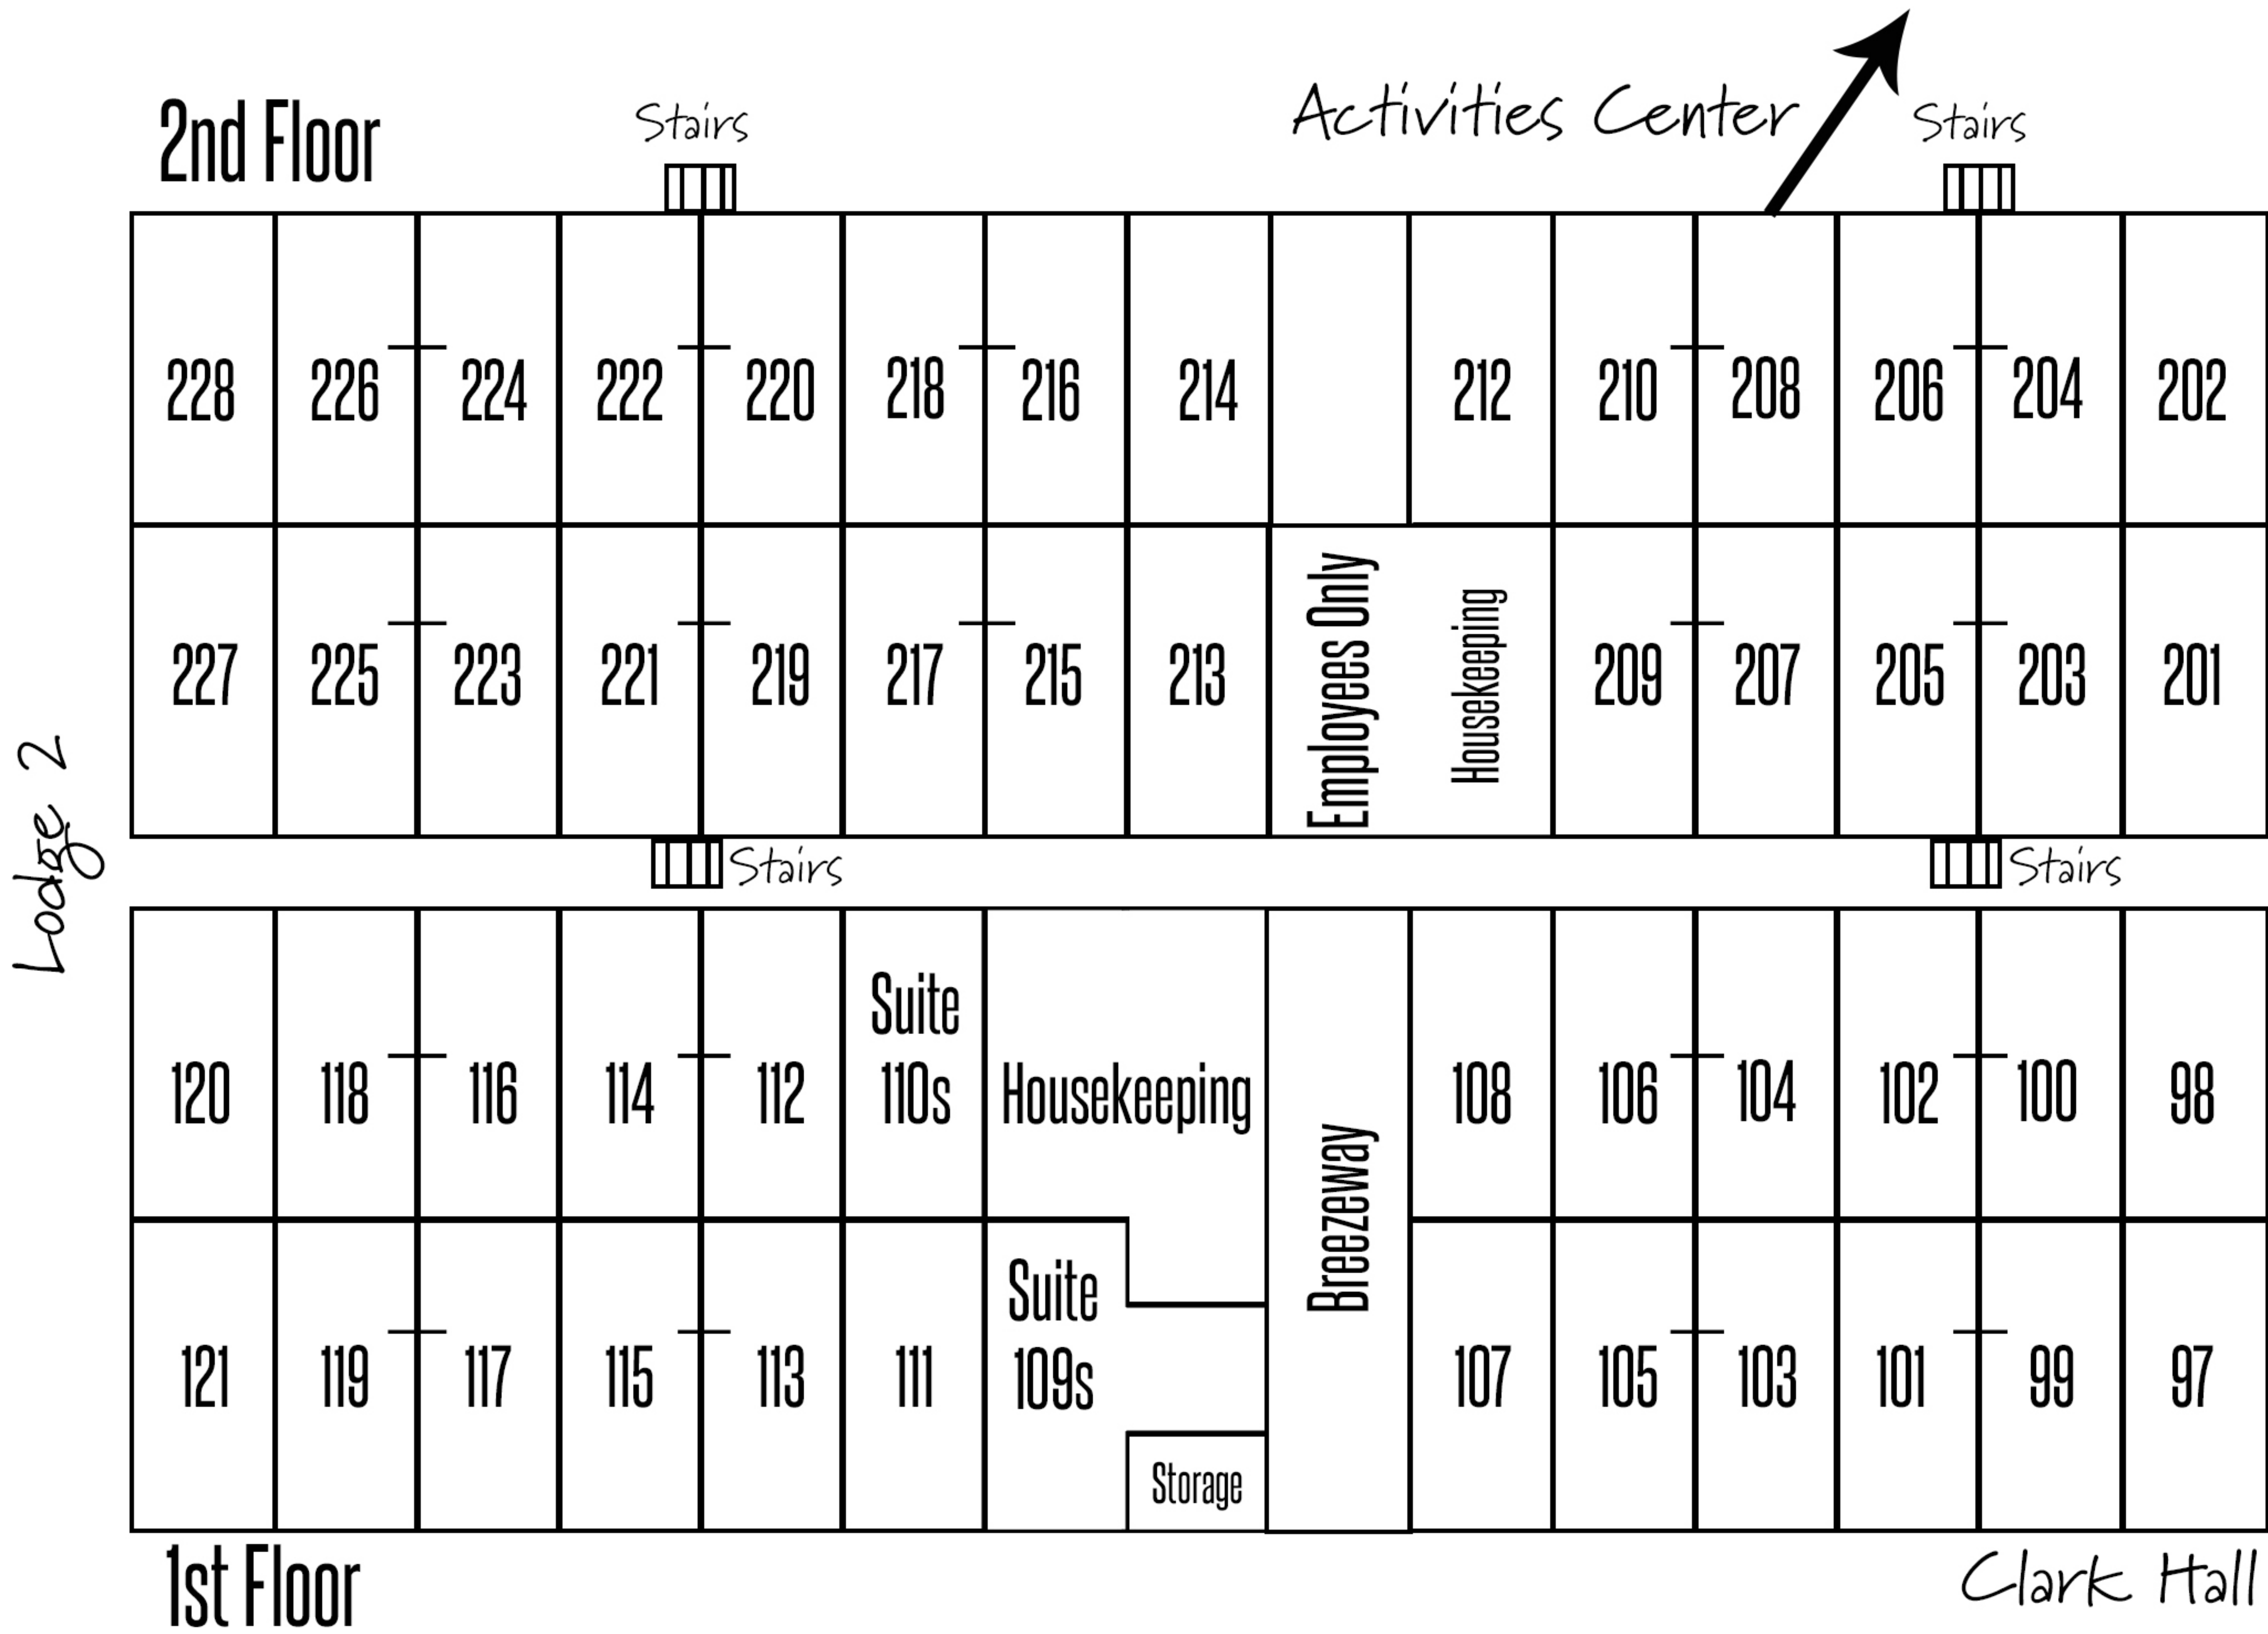 Activities Center
2nd Floor
Stairs
Stairs
228 226 224 222 220 218 216 214 212 210 208 206 204 202
227 225 223 221 219 217 215 213 Employees Only Housekeeping 209 207 205 203 201
Lodge 2
Stairs
Stairs
120 118 116 114 112 Suite 110s Housekeeping Breezeway 108 106 104 102 100 98
121 119 117 115 113 111 Suite 109s 107 105 103 101 99 97
Storage
1st Floor
Clark Hall